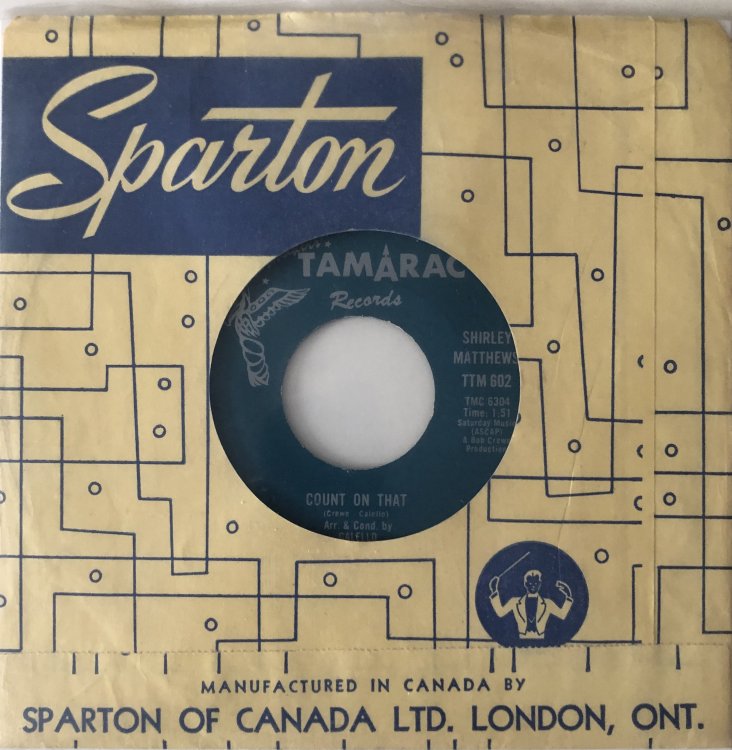 Sparton
TAMARAC
Records
SHIRLEY
MATTHEWS
TTM 602
TMC 6304
Time: 1:51
Saturday Music
(ASCAP)
& Bob Crewe
Production
COUNT ON THAT
(Crewe - Calello)
Arr. & Cond. by
CALELLO
MANUFACTURED IN CANADA BY
SPARTON OF CANADA LTD. LONDON, ONT.